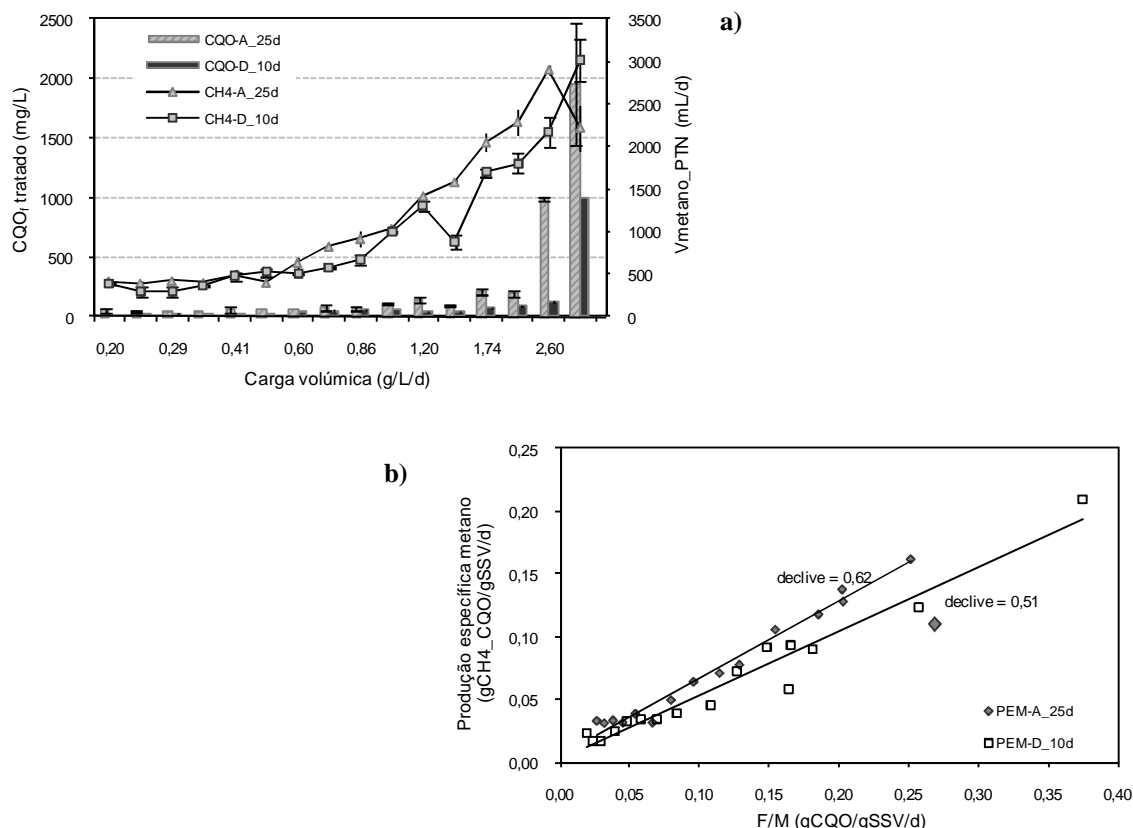 a)
2500
2000
1500
1000
500
0
CQOf tratado (mg/L)
CQO-A_25d
CQO-D_10d
CH4-A_25d
CH4-D_10d
3500
3000
2500
2000
1500
1000
500
0
Vmetano_PTN (mL/d)
0,20 0,29 0,41 0,60 0,86 1,20 1,74 2,60
Carga volúmica (g/L/d)
b)
0,25
0,20
0,15
0,10
0,05
0,00
Produção específica metano
(gCH4_CQO/gSSV/d)
declive = 0,62
declive = 0,51
PEM-A_25d
PEM-D_10d
0,00 0,05 0,10 0,15 0,20 0,25 0,30 0,35 0,40
F/M (gCQO/gSSV/d)